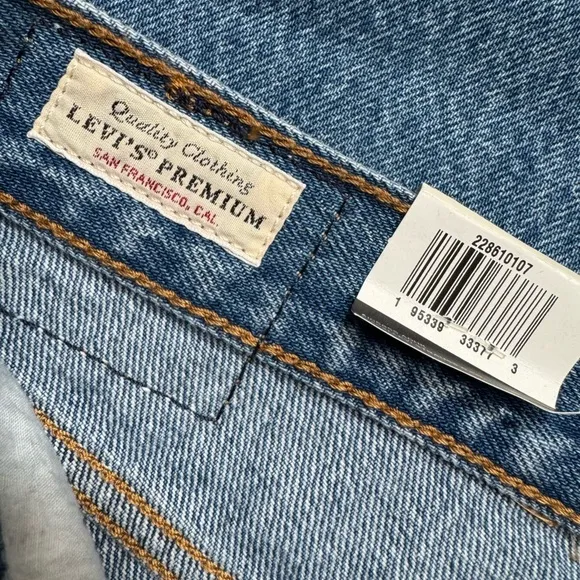 Quality Clothing
LEVI'S® PREMIUM
SAN FRANCISCO, CAL.
228610107
1 95339 33371 3